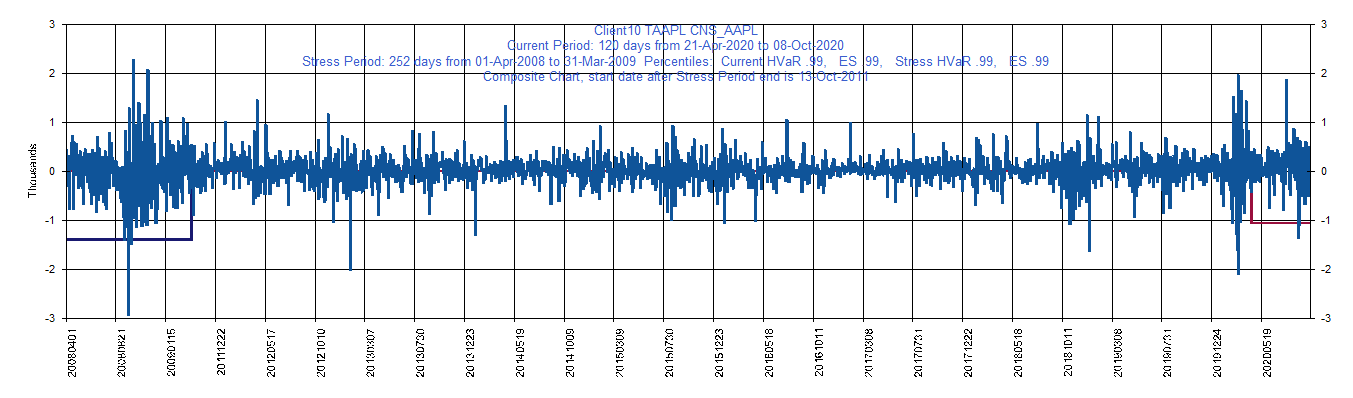 Client10 TAAPL CNS_AAPL
Current Period: 120 days from 21-Apr-2020 to 08-Oct-2020
Stress Period: 252 days from 01-Apr-2008 to 31-Mar-2009 Percentiles: Current HVaR .99, ES .99, Stress HVaR .99, ES .99
Composite Chart, start date after Stress Period end is 13-Oct-2011
Thousands
3 3
2 2
1 1
0 0
-1 -1
-2 -2
-3 -3
20080401 20080821 20090115 20111222 20120517 20121010 20130307 20130730 20131223 20140519 20141009 20150309 20150730 20151223 20160518 20161011 20170308 20170731 20171222 20180518 20181011 20190308 20190731 20191224 20200519